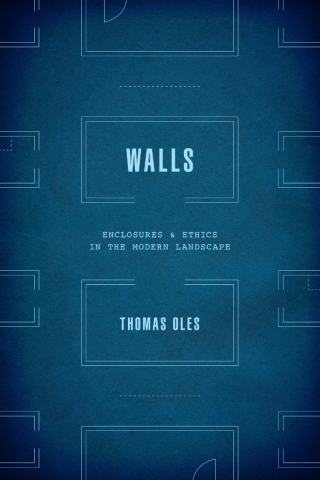 WALLS
ENCLOSURES & ETHICS
IN THE MODERN LANDSCAPE
THOMAS OLES